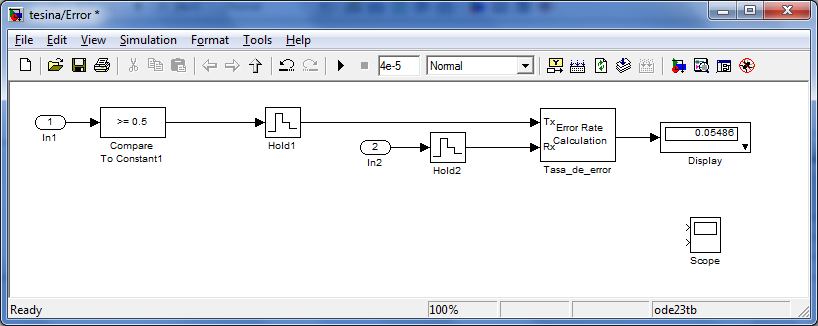 tesina/Error *
File Edit View Simulation Format Tools Help
4e-5 Normal
1
In1
>= 0.5
Compare
To Constant1
Hold1
2
In2
Hold2
Tx
Rx
Error Rate
Calculation
Tasa_de_error
0.05486
Display
Scope
Ready 100% ode23tb